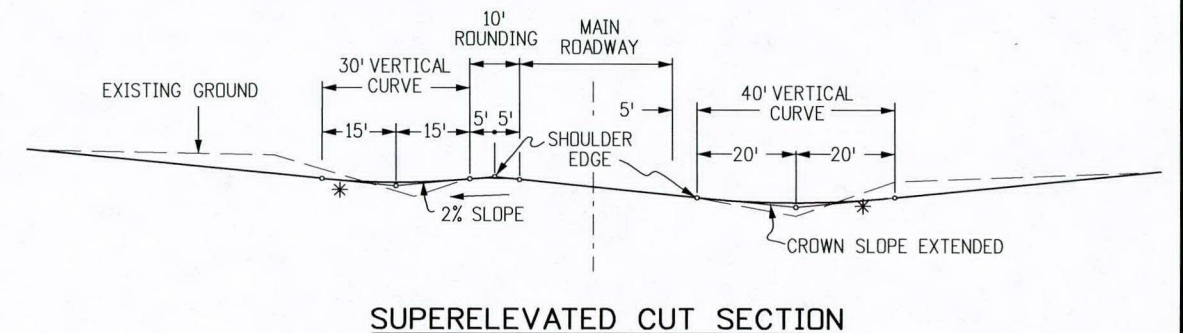 10'
ROUNDING
MAIN
ROADWAY
30' VERTICAL
CURVE
EXISTING GROUND
40' VERTICAL
CURVE
5'
15'
15'
5'
5'
SHOULDER
EDGE
20'
20'
2% SLOPE
CROWN SLOPE EXTENDED
SUPERELEVATED CUT SECTION